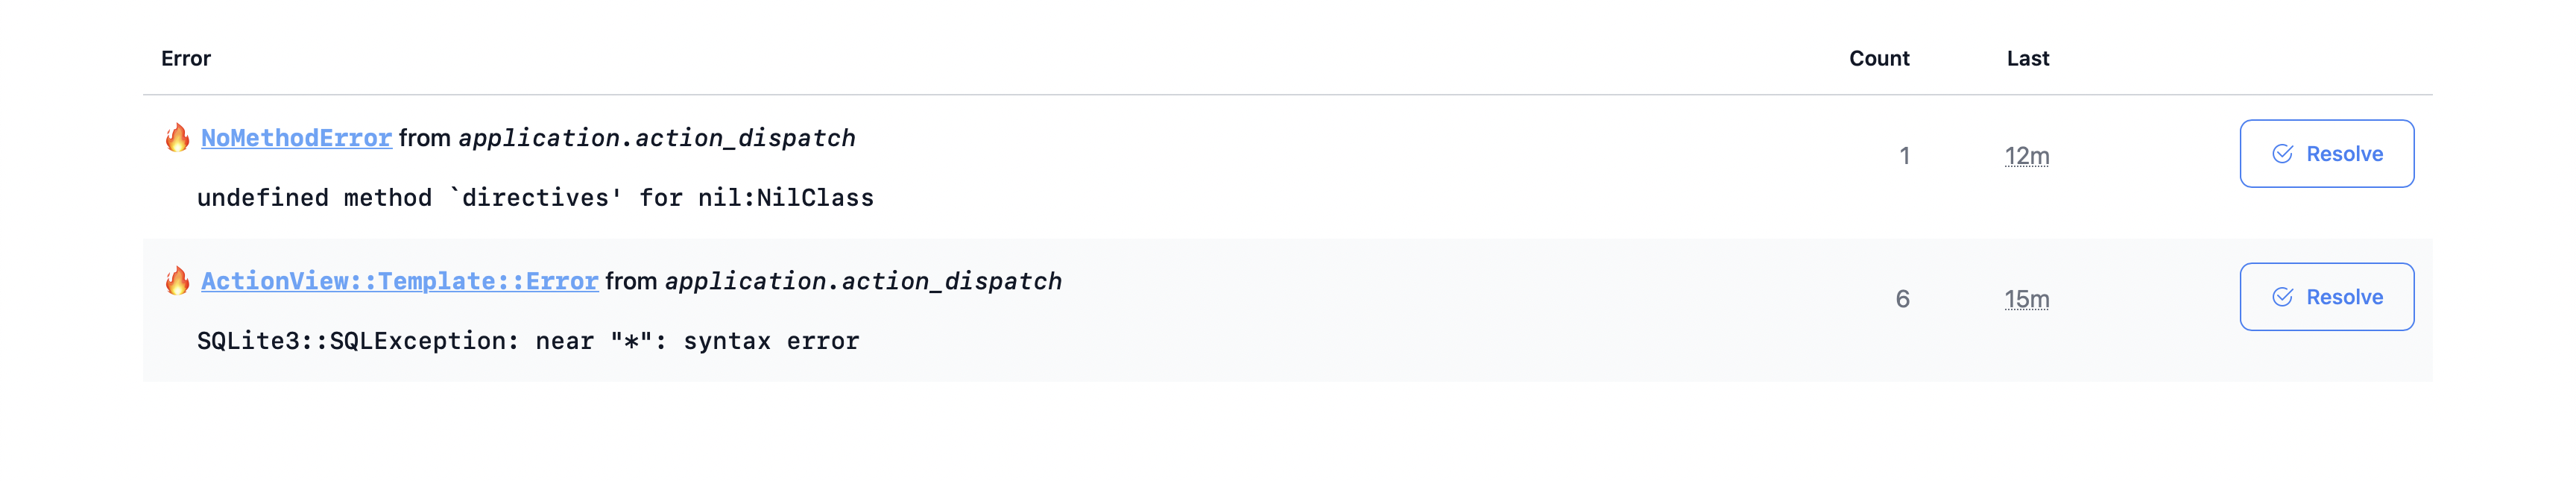 Error Count Last
🔥 NoMethodError from application.action_dispatch 1 12m Resolve
undefined method `directives' for nil:NilClass
🔥 ActionView::Template::Error from application.action_dispatch 6 15m Resolve
SQLite3::SQLException: near "*": syntax error